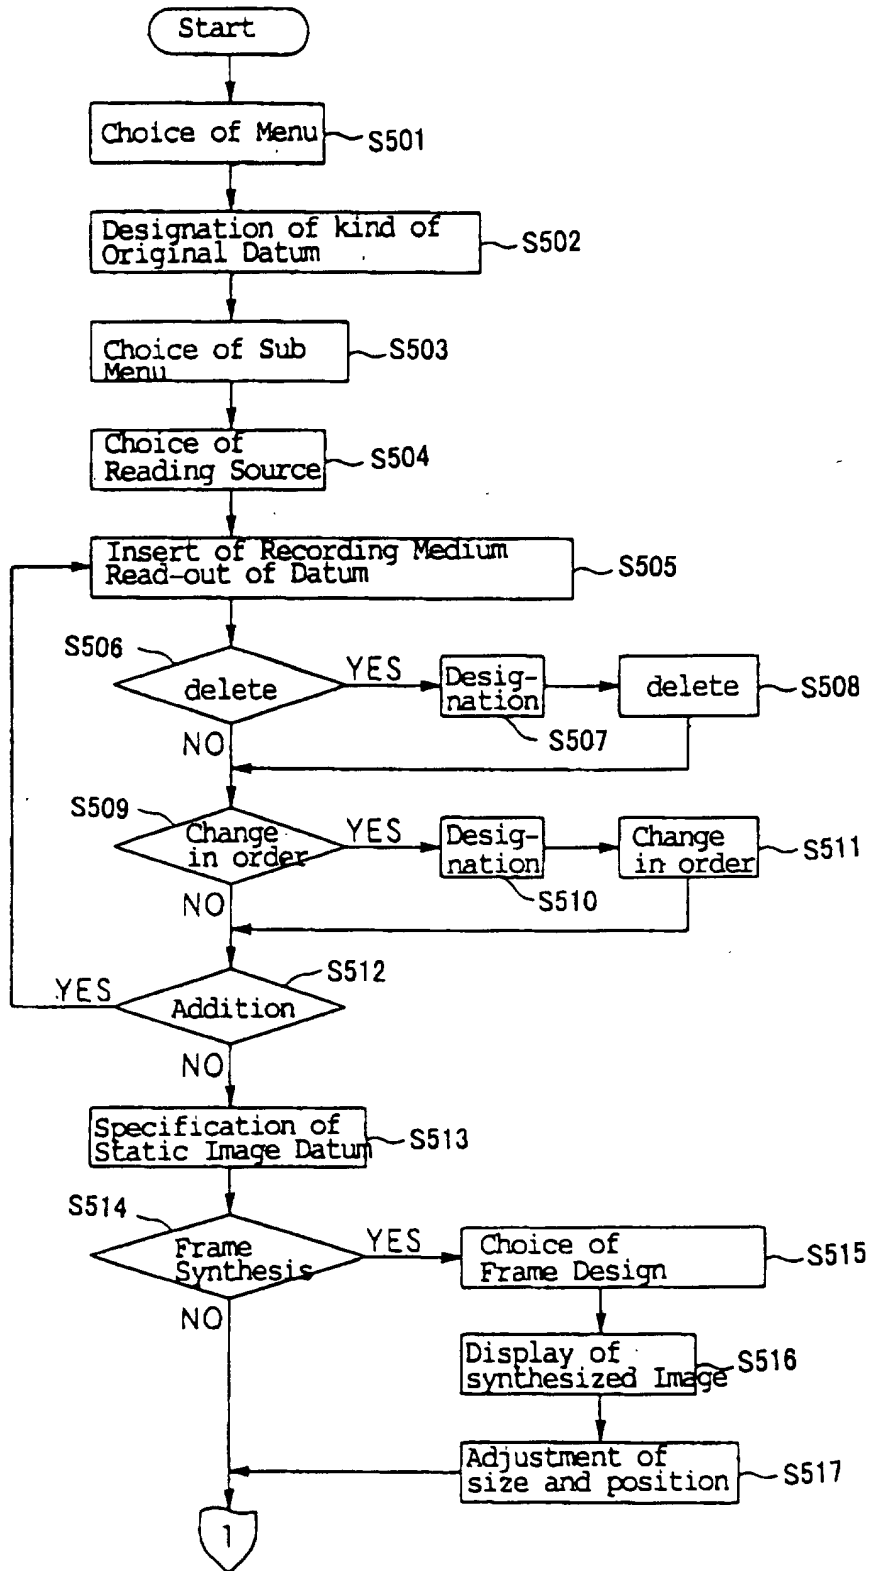 Start
Choice of Menu
S501
Designation of kind of
Original Datum
S502
Choice of Sub
Menu
S503
Choice of
Reading Source
S504
Insert of Recording Medium
Read-out of Datum
S505
S506
delete
YES
Desig-
nation
S507
delete
S508
NO
S509
Change
in order
YES
Desig-
nation
S510
Change
in order
S511
NO
S512
YES
Addition
NO
Specification of
Static Image Datum
S513
S514
Frame
Synthesis
YES
Choice of
Frame Design
S515
NO
Display of
synthesized Image
S516
Adjustment of
size and position
S517
1